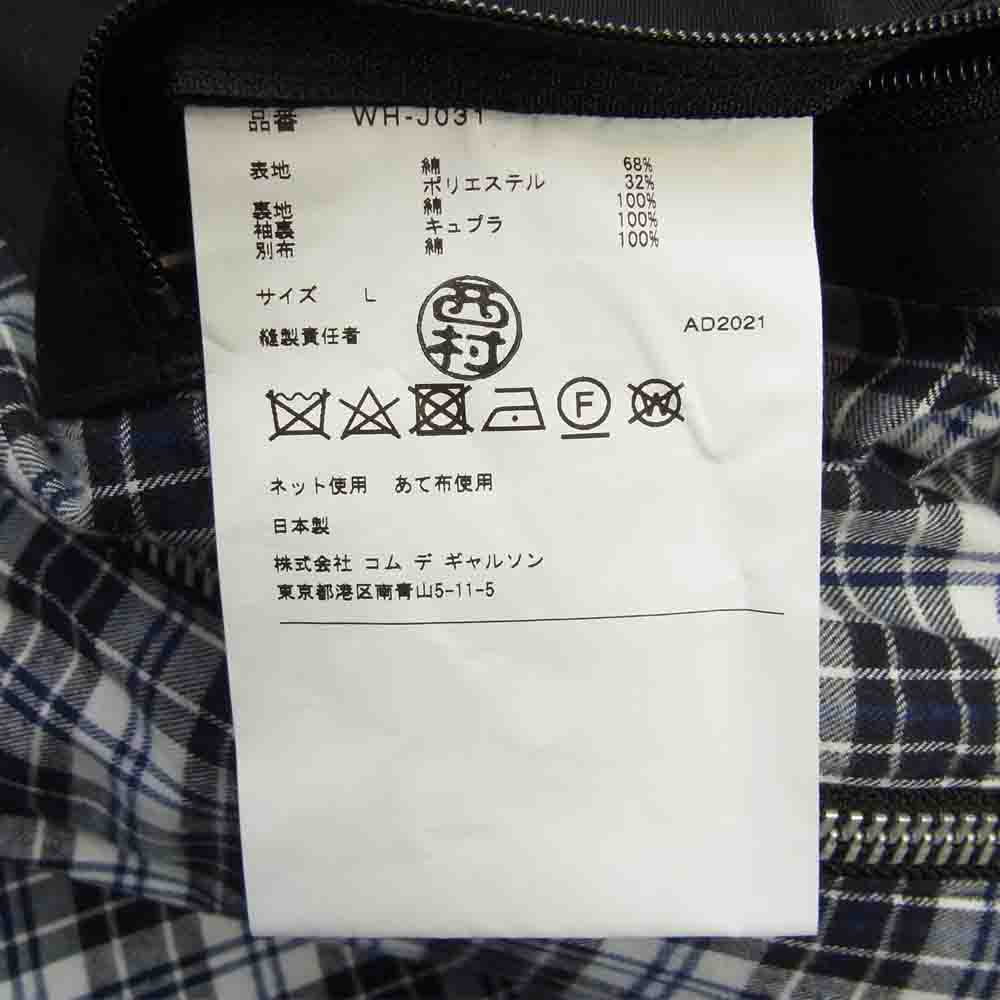 品番 WH-J031
表地 綿 68%
ポリエステル 32%
裏地 綿 100%
袖裏 キュプラ 100%
別布 綿 100%
サイズ L
縫製責任者 西村 AD2021
F W
ネット使用 あて布使用
日本製
株式会社 コム デ ギャルソン
東京都港区南青山5-11-5